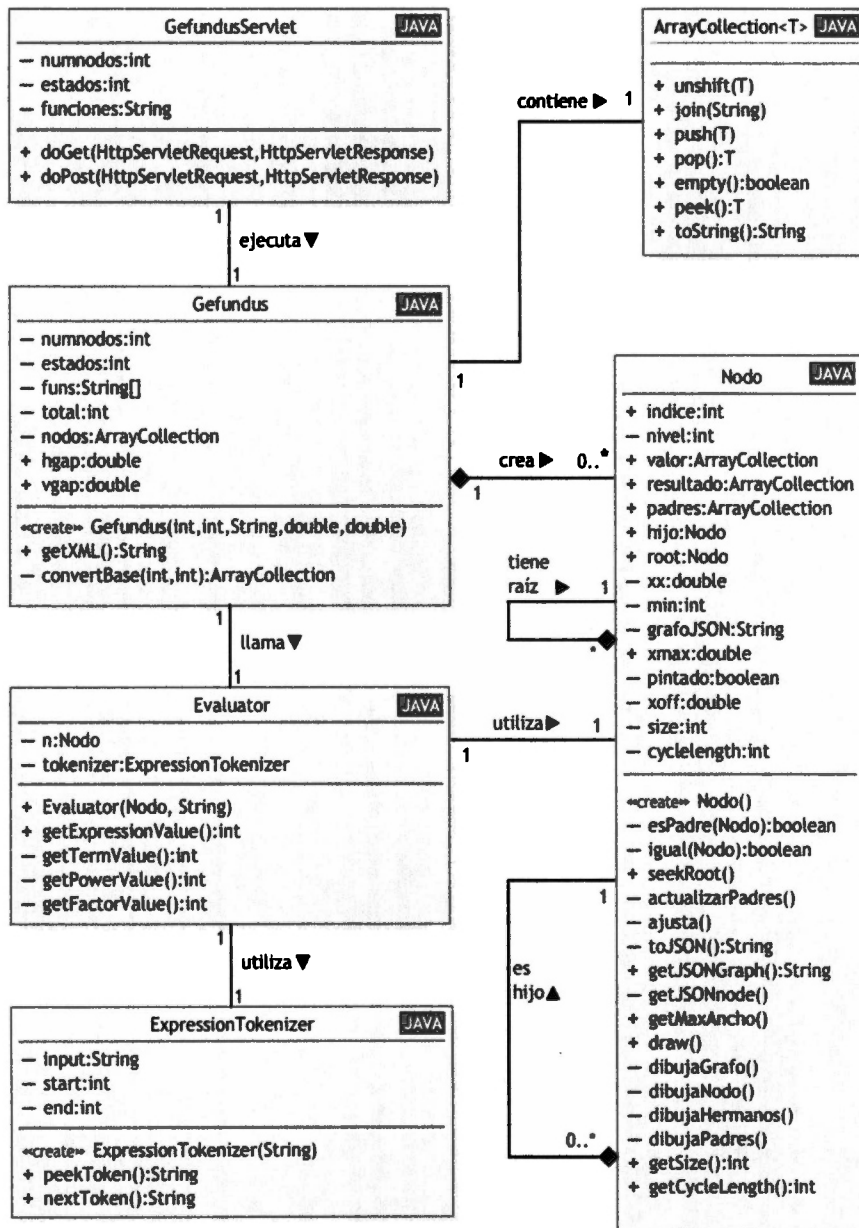 GefundusServlet JAVA
— numnodos:int
— estados:int
— funciones:String
+ doGet(HttpServletRequest,HttpServletResponse)
+ doPost(HttpServletRequest,HttpServletResponse)
1
ejecuta ▼
1
ArrayCollection<T> JAVA
+ unshift(T)
+ join(String)
+ push(T)
+ pop():T
+ empty():boolean
+ peek():T
+ toString():String
contiene ► 1
1
Gefundus JAVA
— numnodos:int
— estados:int
— funs:String[]
— total:int
— nodos:ArrayCollection
+ hgap:double
+ vgap:double
«create» Gefundus(int,int,String,double,double)
+ getXML():String
— convertBase(int,int):ArrayCollection
crea ► 0..*
1
1
llama ▼
1
Nodo JAVA
+ indice:int
— nivel:int
+ valor:ArrayCollection
+ resultado:ArrayCollection
+ padres:ArrayCollection
+ hijo:Nodo
+ root:Nodo
— xx:double
— min:int
— grafoJSON:String
+ xmax:double
— pintado:boolean
— xoff:double
— size:int
— cyclelength:int
«create» Nodo()
— esPadre(Nodo):boolean
— igual(Nodo):boolean
+ seekRoot()
— actualizarPadres()
— ajusta()
— toJSON():String
+ getJSONGraph():String
— getJSONnode()
+ getMaxAncho()
+ draw()
— dibujaGrafo()
— dibujaNodo()
— dibujaHermanos()
— dibujaPadres()
+ getSize():int
+ getCycleLength():int
tiene
raíz ► 1
*
utiliza ► 1
1
1
es
hijo ▲
0..*
Evaluator JAVA
— n:Nodo
— tokenizer:ExpressionTokenizer
+ Evaluator(Nodo, String)
+ getExpressionValue():int
— getTermValue():int
— getPowerValue():int
— getFactorValue():int
1
utiliza ▼
1
ExpressionTokenizer JAVA
— input:String
— start:int
— end:int
«create» ExpressionTokenizer(String)
+ peekToken():String
+ nextToken():String